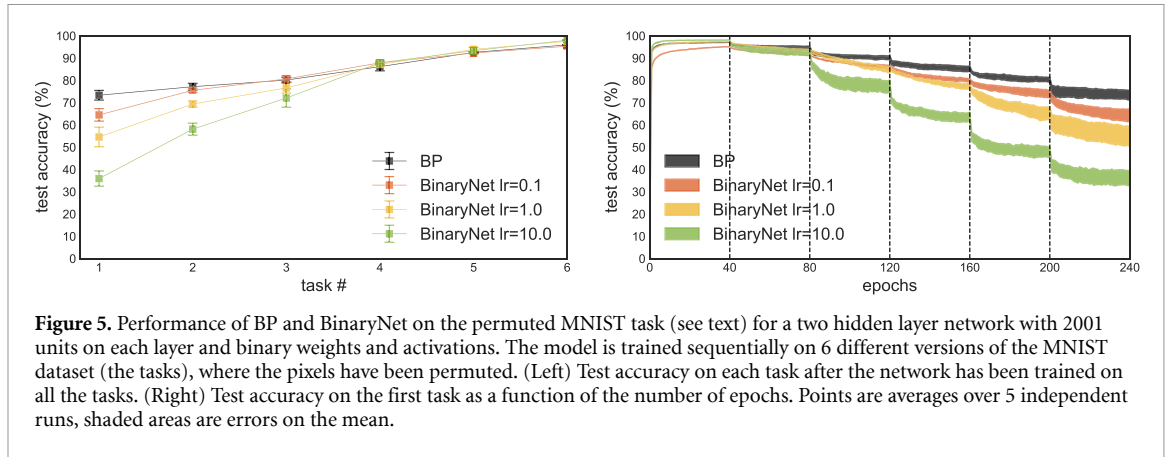 100
90
80
70
60
50
40
30
20
10
0
test accuracy (%)
BP
BinaryNet lr=0.1
BinaryNet lr=1.0
BinaryNet lr=10.0
1 2 3 4 5 6
task #
100
90
80
70
60
50
40
30
20
10
0
test accuracy (%)
BP
BinaryNet lr=0.1
BinaryNet lr=1.0
BinaryNet lr=10.0
0 40 80 120 160 200 240
epochs
Figure 5. Performance of BP and BinaryNet on the permuted MNIST task (see text) for a two hidden layer network with 2001
units on each layer and binary weights and activations. The model is trained sequentially on 6 different versions of the MNIST
dataset (the tasks), where the pixels have been permuted. (Left) Test accuracy on each task after the network has been trained on
all the tasks. (Right) Test accuracy on the first task as a function of the number of epochs. Points are averages over 5 independent
runs, shaded areas are errors on the mean.